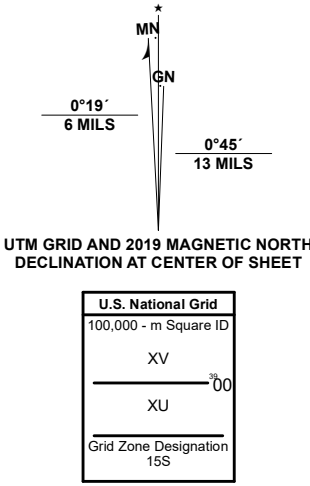 ★
MN
GN
0°19´
6 MILS
0°45´
13 MILS
UTM GRID AND 2019 MAGNETIC NORTH
DECLINATION AT CENTER OF SHEET
U.S. National Grid
100,000 - m Square ID
XV
3900
XU
Grid Zone Designation
15S